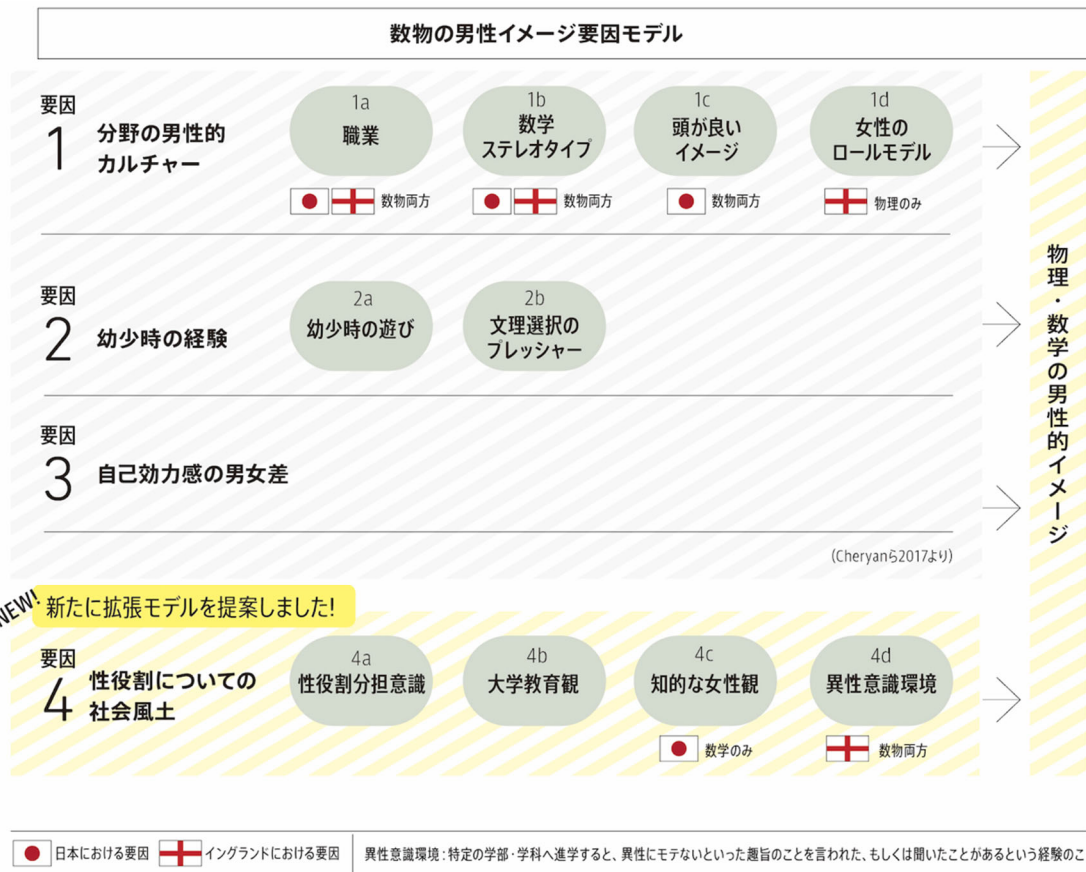 数物の男性イメージ要因モデル
要因
1
分野の男性的
カルチャー
1a
職業
数物両方
1b
数学
ステレオタイプ
数物両方
1c
頭が良い
イメージ
数物両方
1d
女性の
ロールモデル
物理のみ
要因
2
幼少時の経験
2a
幼少時の遊び
2b
文理選択の
プレッシャー
要因
3
自己効力感の男女差
(Cheryanら2017より)
物理・数学の男性的イメージ
NEW!
新たに拡張モデルを提案しました!
要因
4
性役割についての
社会風土
4a
性役割分担意識
4b
大学教育観
4c
知的な女性観
数学のみ
4d
異性意識環境
数物両方
日本における要因
イングランドにおける要因
異性意識環境:特定の学部・学科へ進学すると、異性にモテないといった趣旨のことを言われた、もしくは聞いたことがあるという経験のこ